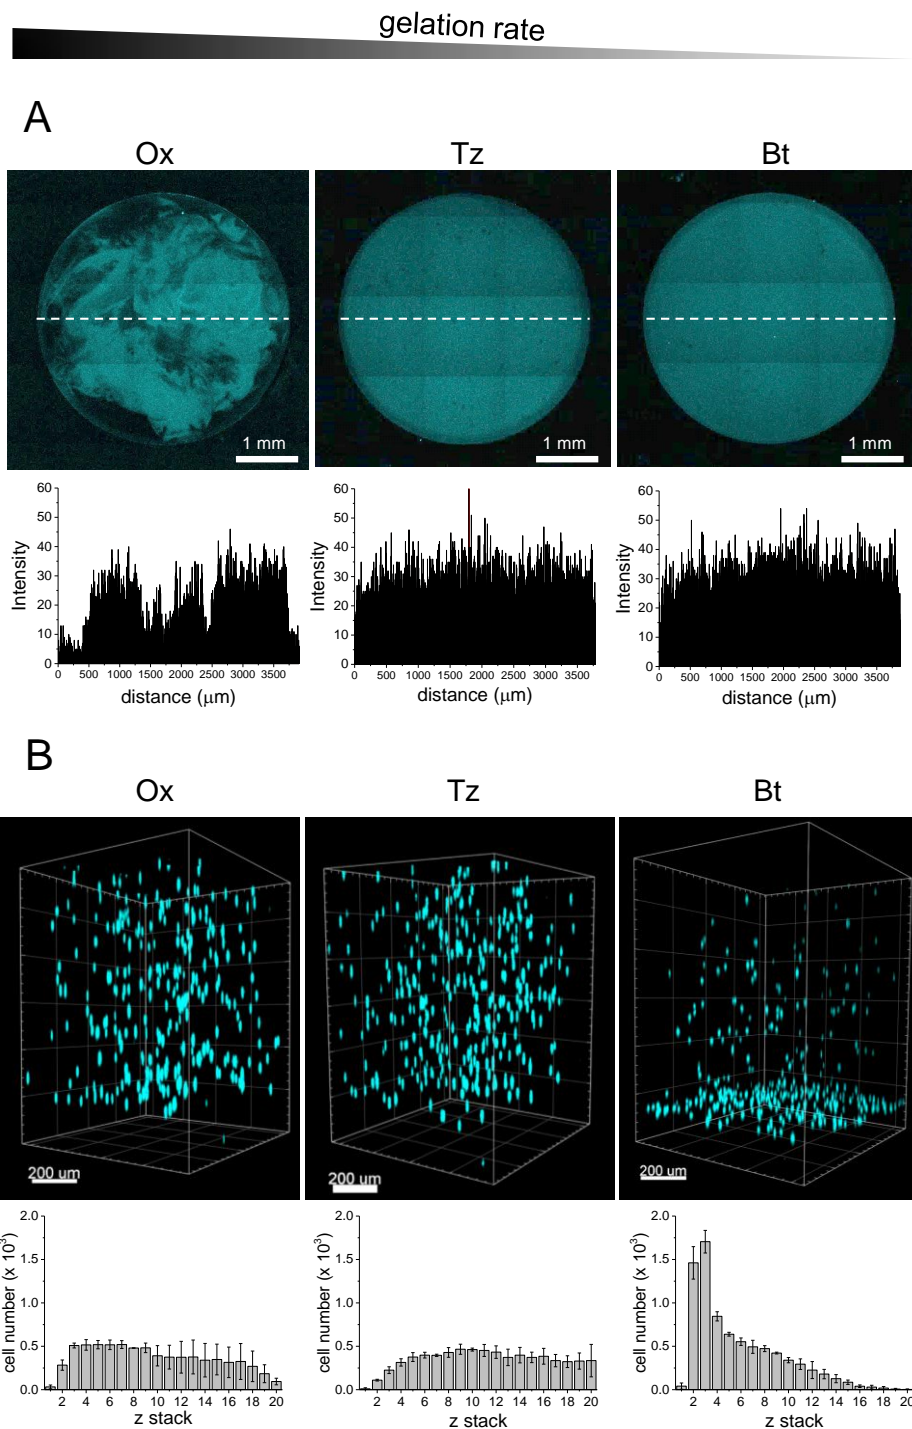 gelation rate
A
Ox Tz Bt
1 mm 1 mm 1 mm
60 60 60
50 50 50
40 40 40
30 30 30
20 20 20
10 10 10
0 0 0
Intensity Intensity Intensity
0 500 1000 1500 2000 2500 3000 3500 0 500 1000 1500 2000 2500 3000 3500 0 500 1000 1500 2000 2500 3000 3500
distance (μm) distance (μm) distance (μm)
B
Ox Tz Bt
200 um 200 um 200 um
2.0 2.0 2.0
1.5 1.5 1.5
1.0 1.0 1.0
0.5 0.5 0.5
0.0 0.0 0.0
cell number (x 10³) cell number (x 10³) cell number (x 10³)
2 4 6 8 10 12 14 16 18 20 2 4 6 8 10 12 14 16 18 20 2 4 6 8 10 12 14 16 18 20
z stack z stack z stack